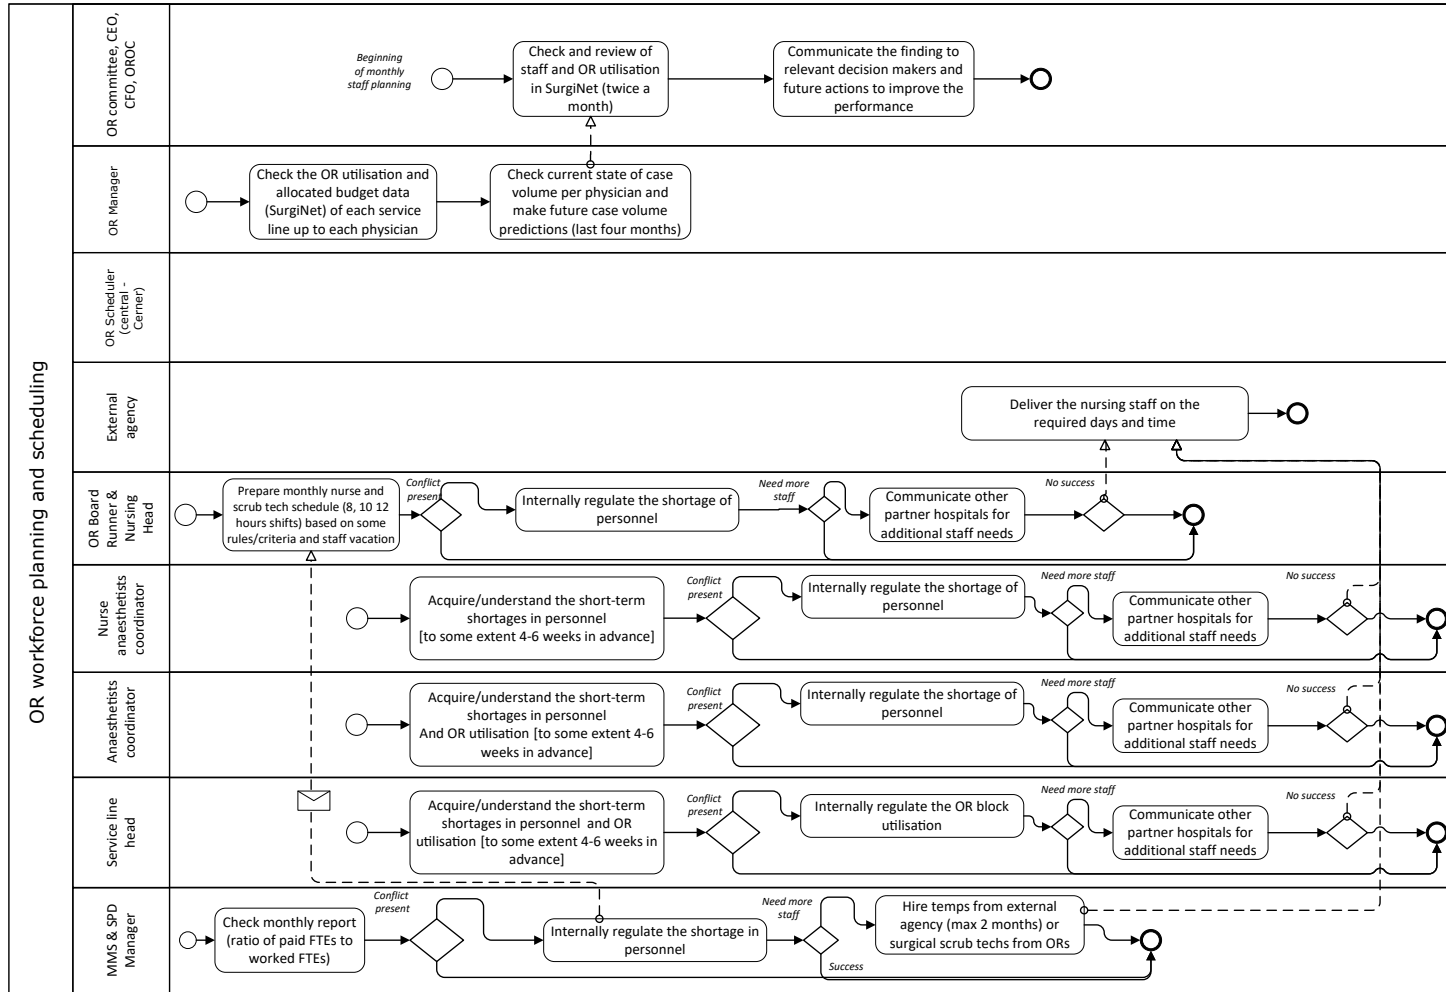 OR workforce planning and scheduling
OR committee, CEO,
CFO, OROC
Beginning
of monthly
staff planning
Check and review of
staff and OR utilisation
in SurgiNet (twice a
month)
Communicate the finding to
relevant decision makers and
future actions to improve the
performance
OR Manager
Check the OR utilisation and
allocated budget data
(SurgiNet) of each service
line up to each physician
Check current state of case
volume per physician and
make future case volume
predictions (last four months)
OR Scheduler
(central -
Cerner)
External
agency
Deliver the nursing staff on the
required days and time
OR Board
Runner &
Nursing
Head
Prepare monthly nurse and
scrub tech schedule (8, 10 12
hours shifts) based on some
rules/criteria and staff vacation
Conflict
present
Internally regulate the shortage of
personnel
Need more
staff
Communicate other
partner hospitals for
additional staff needs
No success
Nurse
anaesthetists
coordinator
Acquire/understand the short-term
shortages in personnel
[to some extent 4-6 weeks in advance]
Conflict
present
Internally regulate the shortage of
personnel
Need more staff
Communicate other
partner hospitals for
additional staff needs
No success
Anaesthetists
coordinator
Acquire/understand the short-term
shortages in personnel
And OR utilisation [to some extent 4-6
weeks in advance]
Conflict
present
Internally regulate the shortage of
personnel
Need more staff
Communicate other
partner hospitals for
additional staff needs
No success
Service line
head
Acquire/understand the short-term
shortages in personnel and OR
utilisation [to some extent 4-6 weeks in
advance]
Conflict
present
Internally regulate the OR block
utilisation
Need more staff
Communicate other
partner hospitals for
additional staff needs
No success
MMS & SPD
Manager
Check monthly report
(ratio of paid FTEs to
worked FTEs)
Conflict
present
Internally regulate the shortage in
personnel
Need more
staff
Success
Hire temps from external
agency (max 2 months) or
surgical scrub techs from ORs